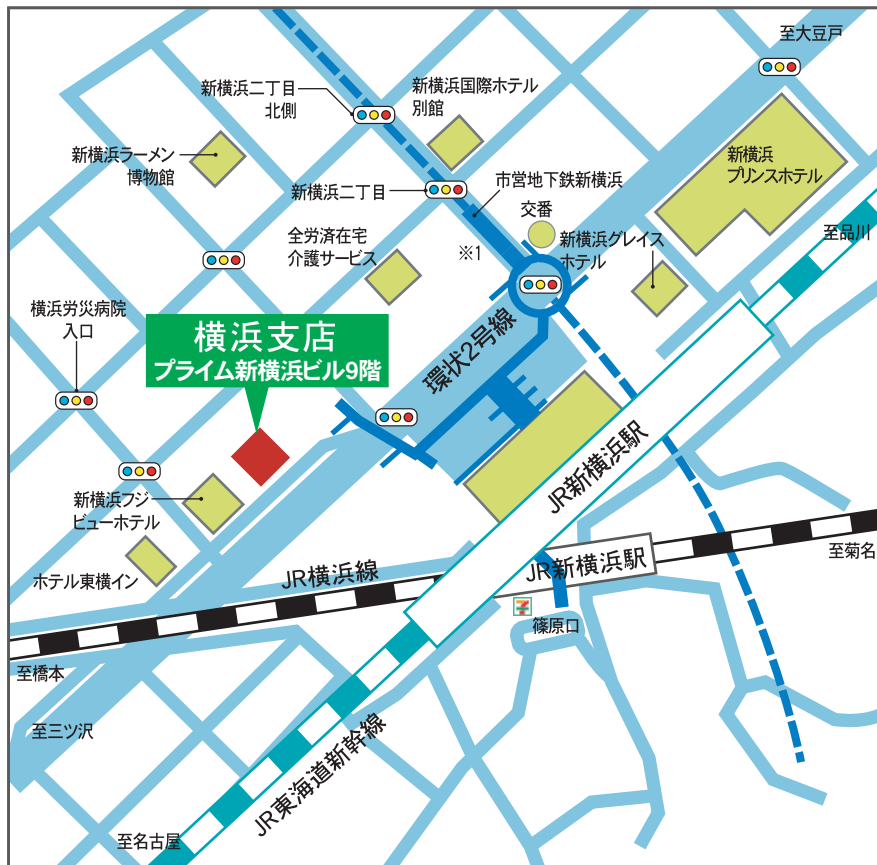 至大豆戸
新横浜二丁目
北側
新横浜国際ホテル
別館
新横浜ラーメン
博物館
新横浜
プリンスホテル
新横浜二丁目
市営地下鉄新横浜
交番
※1
全労済在宅
介護サービス
新横浜グレイス
ホテル
至品川
横浜労災病院
入口
横浜支店
プライム新横浜ビル9階
環状2号線
JR新横浜駅
新横浜フジ
ビューホテル
ホテル東横イン
JR横浜線
JR新横浜駅
至菊名
7
篠原口
至橋本
至三ツ沢
JR東海道新幹線
至名古屋